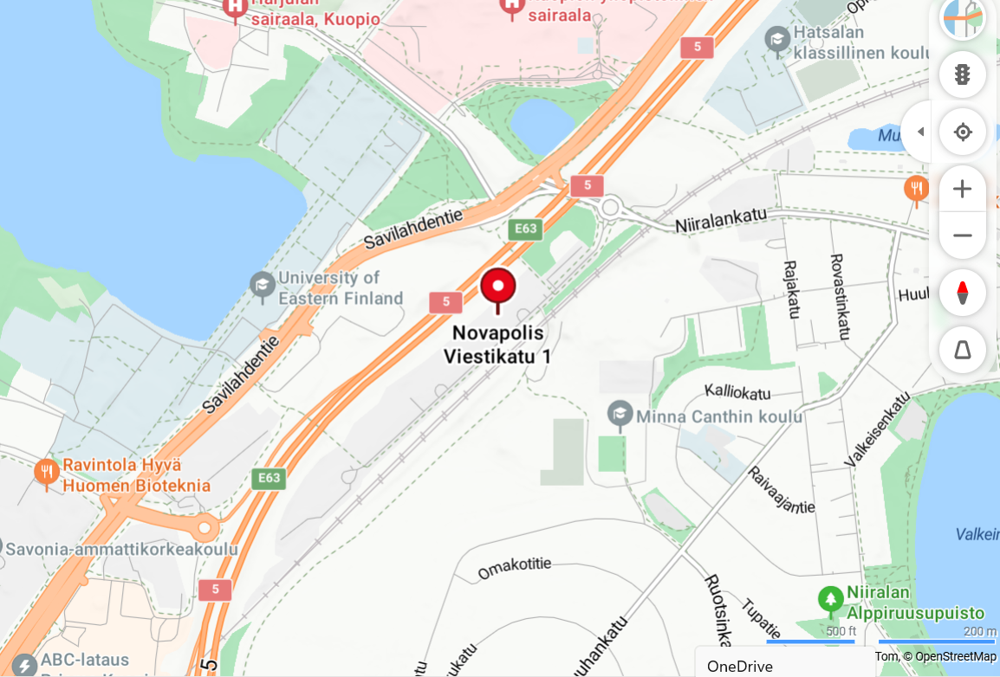 Harjulan
sairaala, Kuopio
sairaala
5
Hatsalan
klassillinen koulu
5
E63
Savilahdentie
Niiralankatu
University of
Eastern Finland
5
Novapolis
Viestikatu 1
Rajakatu
Rovastinkatu
Savilahdentie
Kalliokatu
Minna Canthin koulu
Valkeisenkatu
Ravintola Hyvä
Huomen Bioteknia
E63
Raivaajantie
Savonia-ammattikorkeakoulu
Omakotitie
5
Niiralan
Alppiruusupuisto
Tupatie
500 ft
200 m
5
ABC-lataus
Tom, © OpenStreetMap
OneDrive